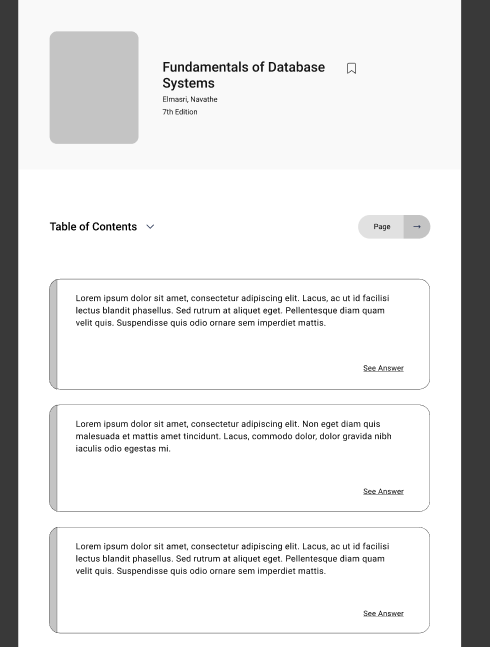 Fundamentals of Database
Systems
Elmasri, Navathe
7th Edition
Table of Contents
Page →
Lorem ipsum dolor sit amet, consectetur adipiscing elit. Lacus, ac ut id facilisi
lectus blandit phasellus. Sed rutrum at aliquet eget. Pellentesque diam quam
velit quis. Suspendisse quis odio ornare sem imperdiet mattis.
See Answer
Lorem ipsum dolor sit amet, consectetur adipiscing elit. Non eget diam quis
malesuada et mattis amet tincidunt. Lacus, commodo dolor, dolor gravida nibh
iaculis odio egestas mi.
See Answer
Lorem ipsum dolor sit amet, consectetur adipiscing elit. Lacus, ac ut id facilisi
lectus blandit phasellus. Sed rutrum at aliquet eget. Pellentesque diam quam
velit quis. Suspendisse quis odio ornare sem imperdiet mattis.
See Answer